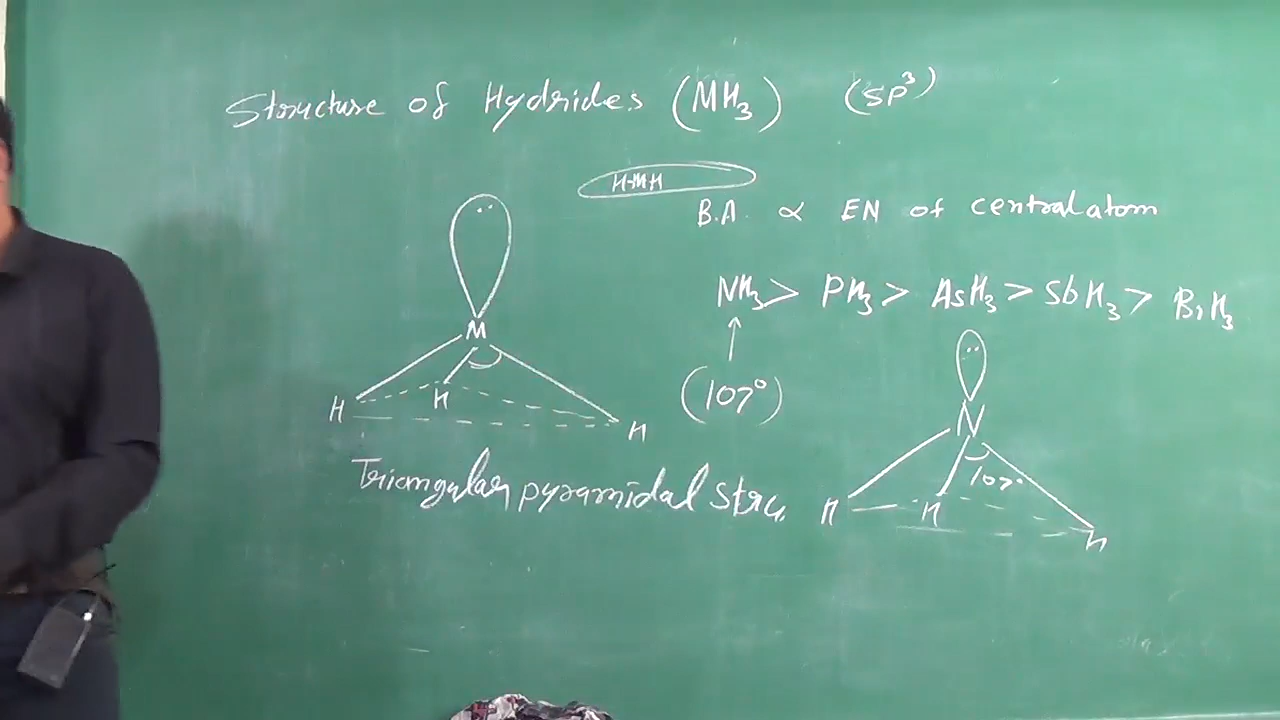 Structure of Hydrides (MH3) (SP3)
H-M-H
B.A. ∝ EN of central atom
NH3 > PH3 > AsH3 > SbH3 > BiH3
(107°)
M
H H H
Triangular pyramidal Stru.
N
107°
H H H